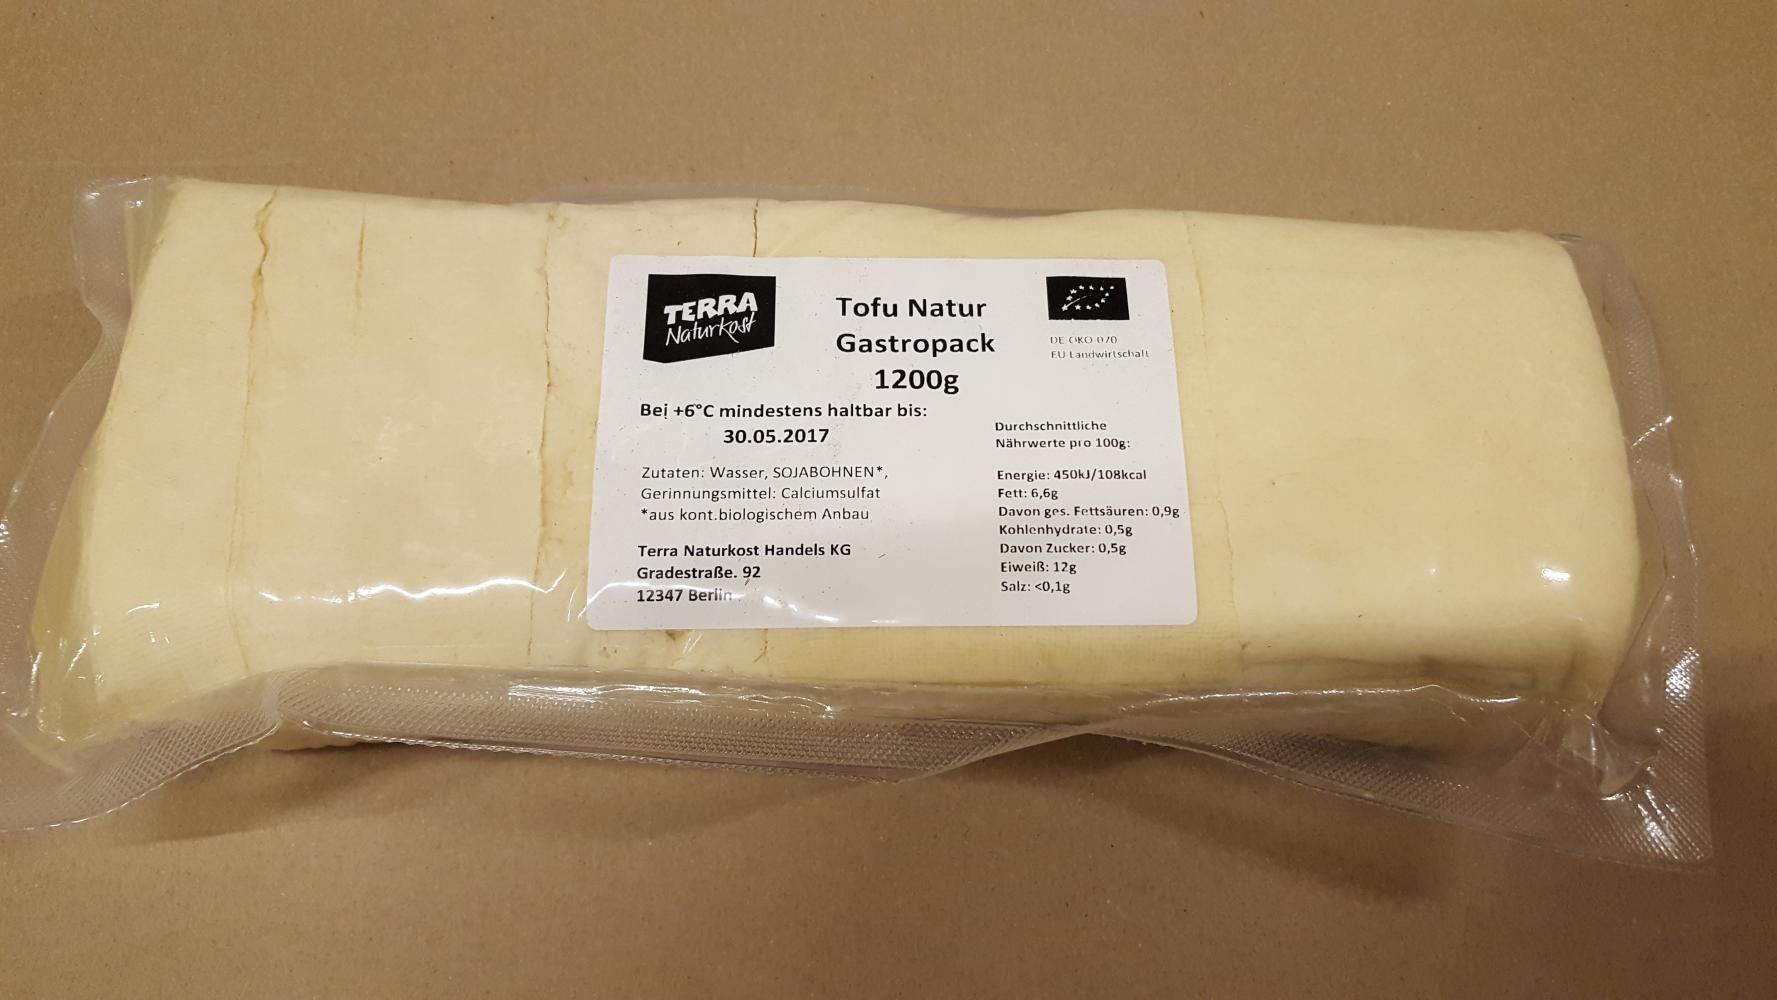 TERRA
Naturkost
Tofu Natur
Gastropack
1200g
DE-ÖKO-070
EU Landwirtschaft
Bei +6°C mindestens haltbar bis:
30.05.2017
Zutaten: Wasser, SOJABOHNEN*,
Gerinnungsmittel: Calciumsulfat
*aus kont.biologischem Anbau
Terra Naturkost Handels KG
Gradestraße. 92
12347 Berlin
Durchschnittliche
Nährwerte pro 100g:
Energie: 450kJ/108kcal
Fett: 6,6g
Davon ges. Fettsäuren: 0,9g
Kohlenhydrate: 0,5g
Davon Zucker: 0,5g
Eiweiß: 12g
Salz: <0,1g